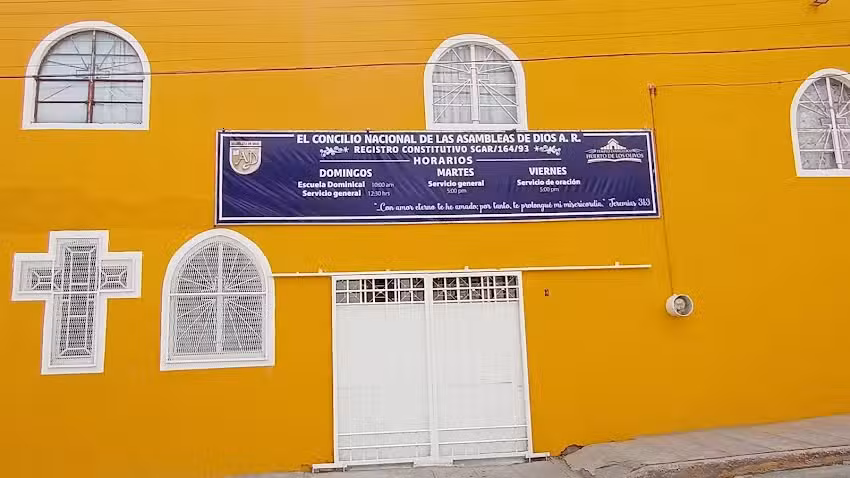 EL CONCILIO NACIONAL DE LAS ASAMBLEAS DE DIOS A. R.
REGISTRO CONSTITUTIVO SGAR/164/93
HORARIOS
DOMINGOS
Escuela Dominical 10:00 am
Servicio general 12:30 hrs
MARTES
Servicio general
5:00 pm
VIERNES
Servicio de oración
5:00 pm
"Con amor eterno te he amado; por tanto, te prolongué mi misericordia." Jeremías 31:3
AD
HUERTO DE LOS OLIVOS